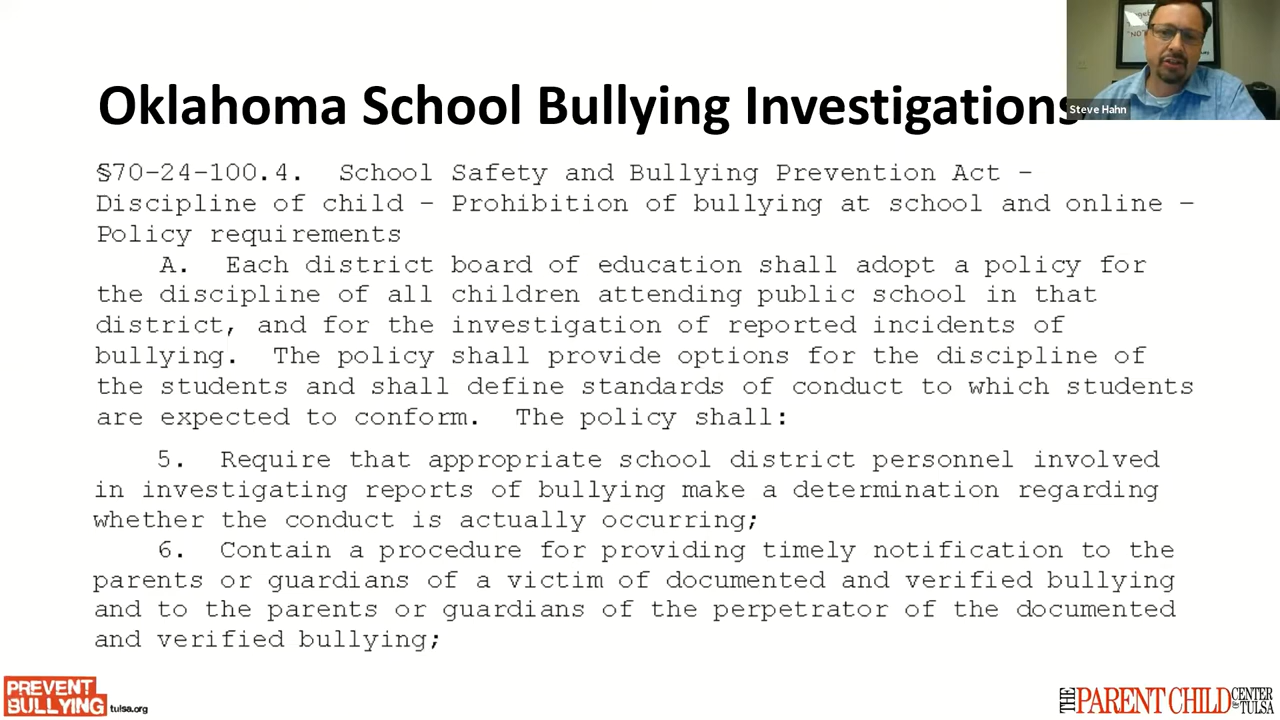 Oklahoma School Bullying Investigations
Steve Hahn
§70-24-100.4.  School Safety and Bullying Prevention Act –
Discipline of child – Prohibition of bullying at school and online –
Policy requirements
A.  Each district board of education shall adopt a policy for
the discipline of all children attending public school in that
district, and for the investigation of reported incidents of
bullying.  The policy shall provide options for the discipline of
the students and shall define standards of conduct to which students
are expected to conform.  The policy shall:
5.  Require that appropriate school district personnel involved
in investigating reports of bullying make a determination regarding
whether the conduct is actually occurring;
6.  Contain a procedure for providing timely notification to the
parents or guardians of a victim of documented and verified bullying
and to the parents or guardians of the perpetrator of the documented
and verified bullying;
PREVENT
BULLYING
tulsa.org
THE PARENT CHILD CENTER of TULSA